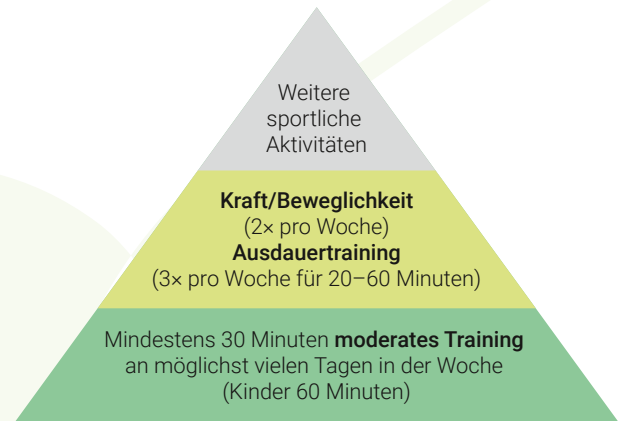 Weitere
sportliche
Aktivitäten
Kraft/Beweglichkeit
(2× pro Woche)
Ausdauertraining
(3× pro Woche für 20–60 Minuten)
Mindestens 30 Minuten moderates Training
an möglichst vielen Tagen in der Woche
(Kinder 60 Minuten)